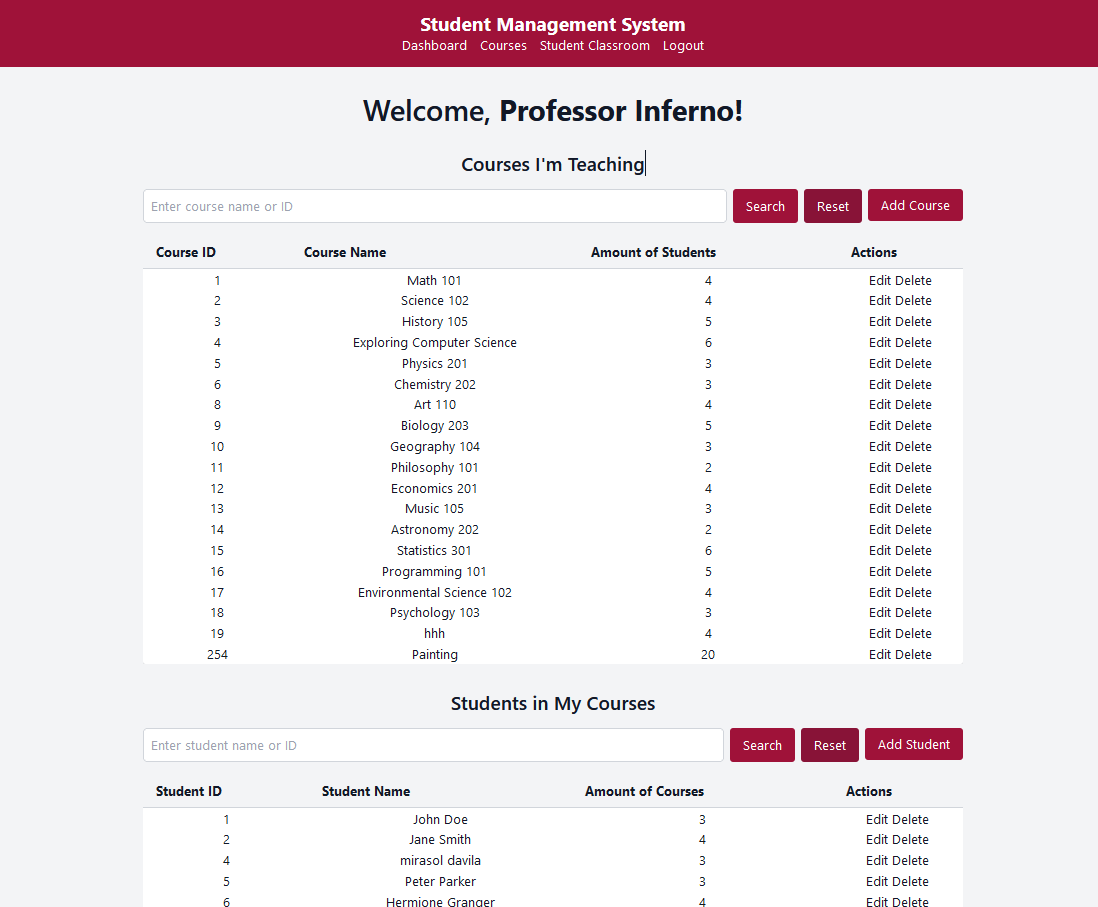 Student Management System
Dashboard Courses Student Classroom Logout
Welcome, Professor Inferno!
Courses I'm Teaching
Enter course name or ID Search Reset Add Course
Course ID Course Name Amount of Students Actions
1 Math 101 4 Edit Delete
2 Science 102 4 Edit Delete
3 History 105 5 Edit Delete
4 Exploring Computer Science 6 Edit Delete
5 Physics 201 3 Edit Delete
6 Chemistry 202 3 Edit Delete
8 Art 110 4 Edit Delete
9 Biology 203 5 Edit Delete
10 Geography 104 3 Edit Delete
11 Philosophy 101 2 Edit Delete
12 Economics 201 4 Edit Delete
13 Music 105 3 Edit Delete
14 Astronomy 202 2 Edit Delete
15 Statistics 301 6 Edit Delete
16 Programming 101 5 Edit Delete
17 Environmental Science 102 4 Edit Delete
18 Psychology 103 3 Edit Delete
19 hhh 4 Edit Delete
254 Painting 20 Edit Delete
Students in My Courses
Enter student name or ID Search Reset Add Student
Student ID Student Name Amount of Courses Actions
1 John Doe 3 Edit Delete
2 Jane Smith 4 Edit Delete
4 mirasol davila 3 Edit Delete
5 Peter Parker 3 Edit Delete
6 Hermione Granger 4 Edit Delete